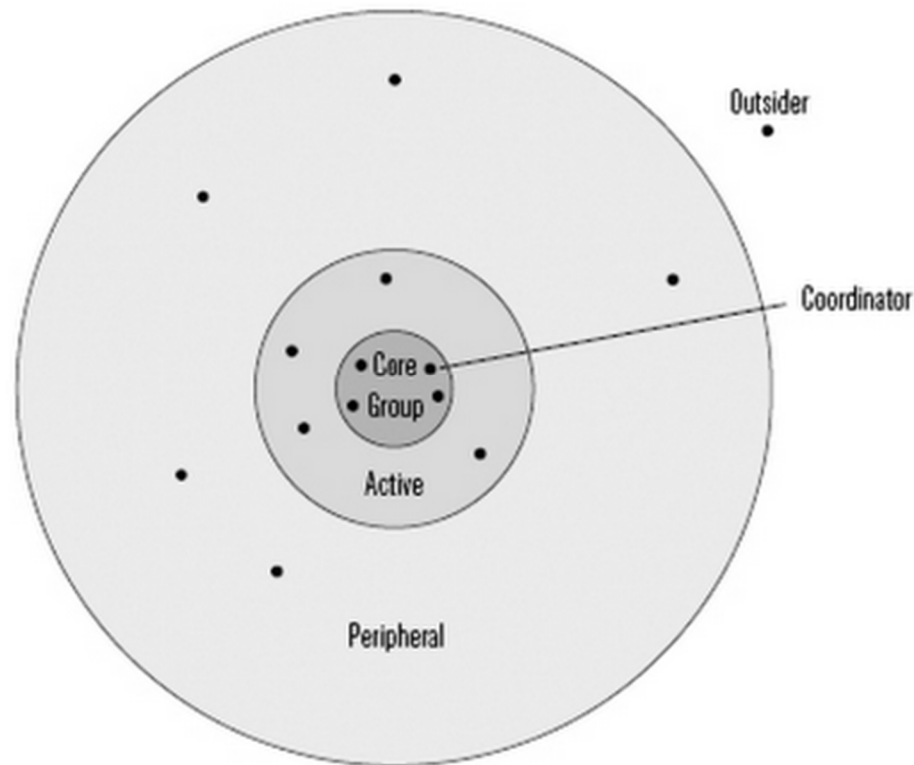 Outsider
Coordinator
Core
Group
Active
Peripheral